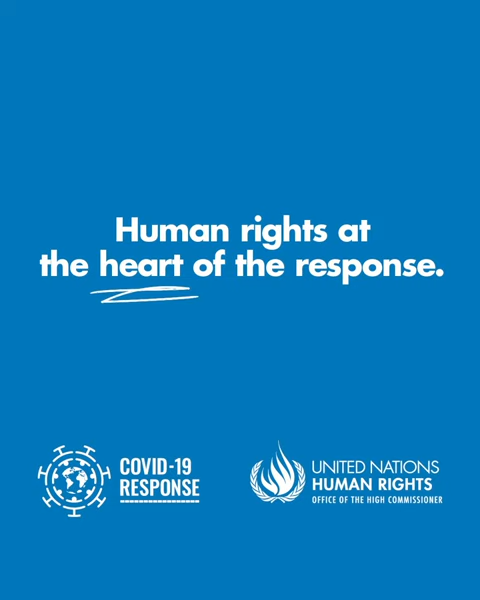 Human rights at
the heart of the response.
COVID-19
RESPONSE
UNITED NATIONS
HUMAN RIGHTS
OFFICE OF THE HIGH COMMISSIONER